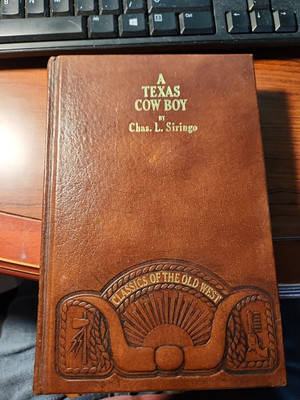 A
TEXAS
COW BOY
BY
Chas. L. Siringo
CLASSICS OF THE OLD WEST